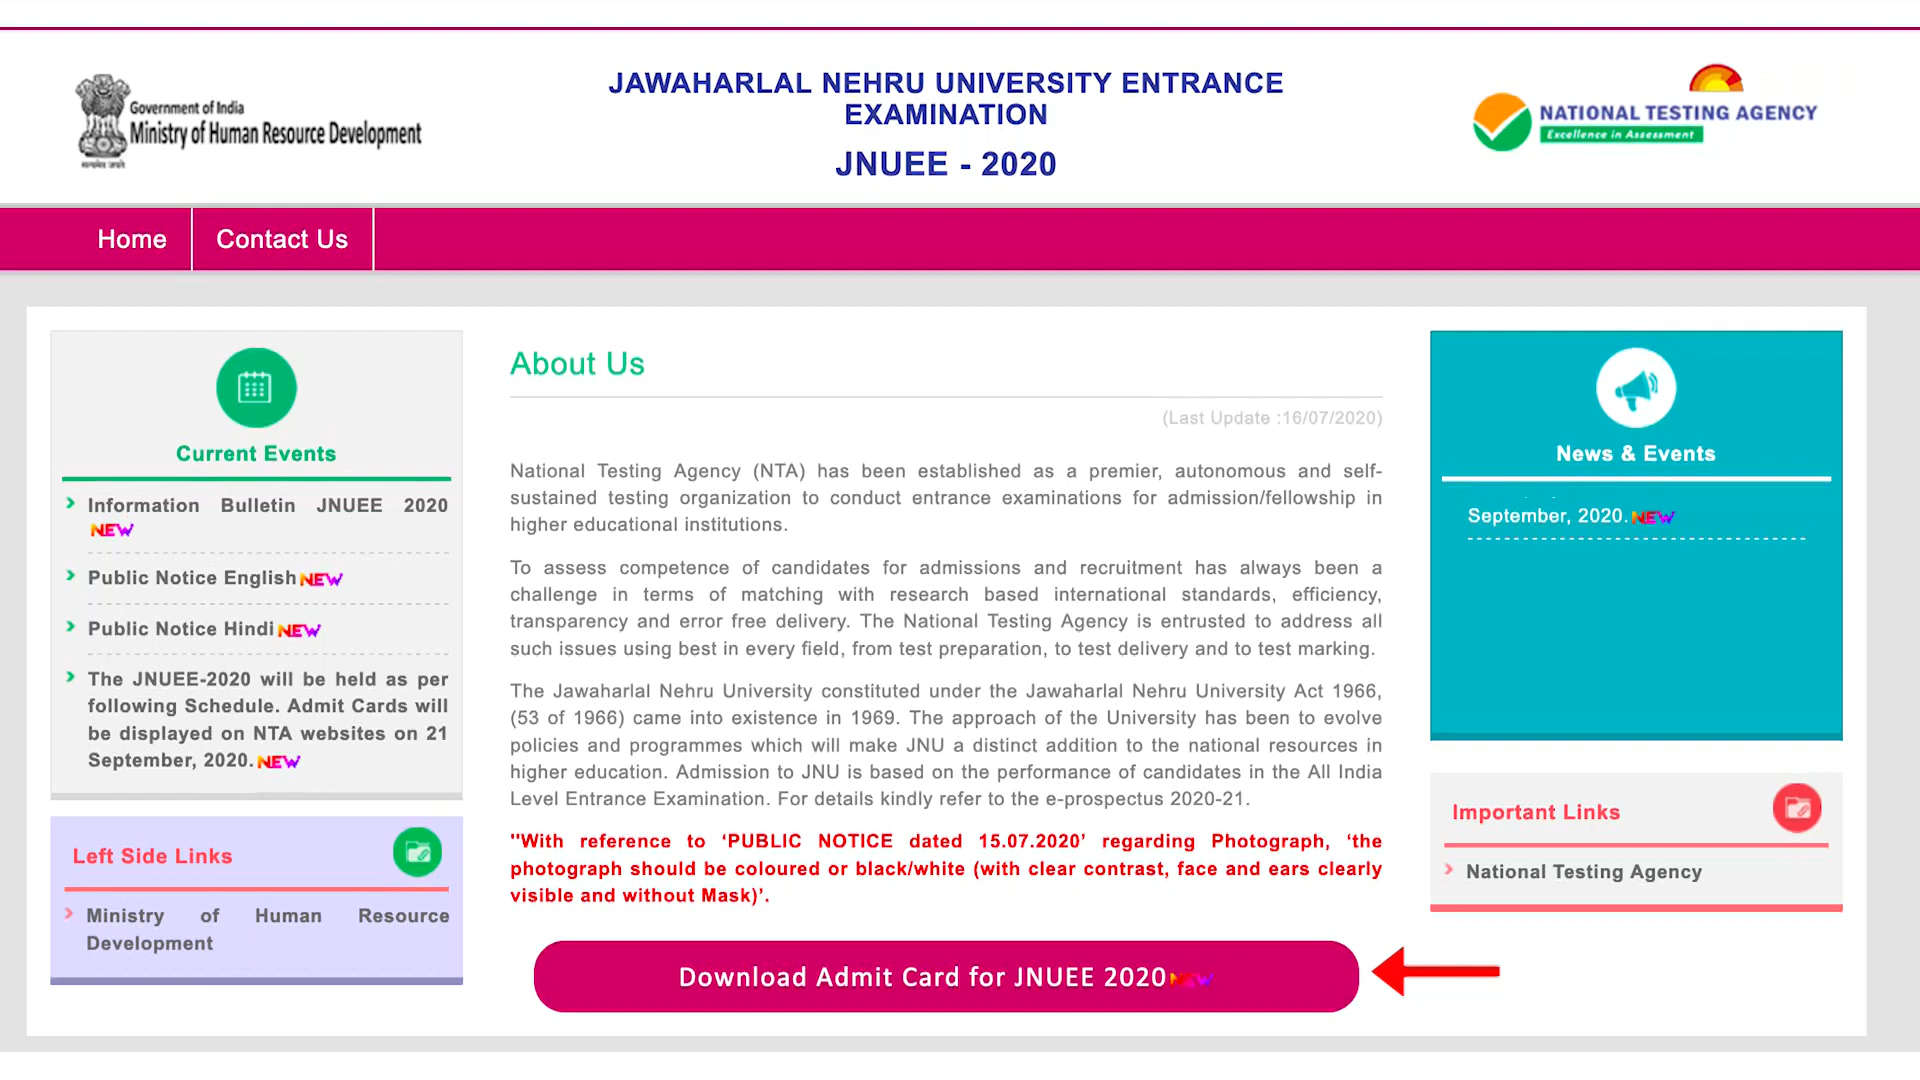 Government of India
Ministry of Human Resource Development
सत्यमेव जयते
JAWAHARLAL NEHRU UNIVERSITY ENTRANCE
EXAMINATION
JNUEE - 2020
NATIONAL TESTING AGENCY
Excellence in Assessment
Home
Contact Us
Current Events
Information Bulletin JNUEE 2020
NEW
Public Notice English NEW
Public Notice Hindi NEW
The JNUEE-2020 will be held as per
following Schedule. Admit Cards will
be displayed on NTA websites on 21
September, 2020. NEW
Left Side Links
Ministry of Human Resource
Development
About Us
(Last Update :16/07/2020)
National Testing Agency (NTA) has been established as a premier, autonomous and self-
sustained testing organization to conduct entrance examinations for admission/fellowship in
higher educational institutions.
To assess competence of candidates for admissions and recruitment has always been a
challenge in terms of matching with research based international standards, efficiency,
transparency and error free delivery. The National Testing Agency is entrusted to address all
such issues using best in every field, from test preparation, to test delivery and to test marking.
The Jawaharlal Nehru University constituted under the Jawaharlal Nehru University Act 1966,
(53 of 1966) came into existence in 1969. The approach of the University has been to evolve
policies and programmes which will make JNU a distinct addition to the national resources in
higher education. Admission to JNU is based on the performance of candidates in the All India
Level Entrance Examination. For details kindly refer to the e-prospectus 2020-21.
"With reference to ‘PUBLIC NOTICE dated 15.07.2020’ regarding Photograph, ‘the
photograph should be coloured or black/white (with clear contrast, face and ears clearly
visible and without Mask)’.
Download Admit Card for JNUEE 2020 NEW
News & Events
September, 2020. NEW
Important Links
National Testing Agency